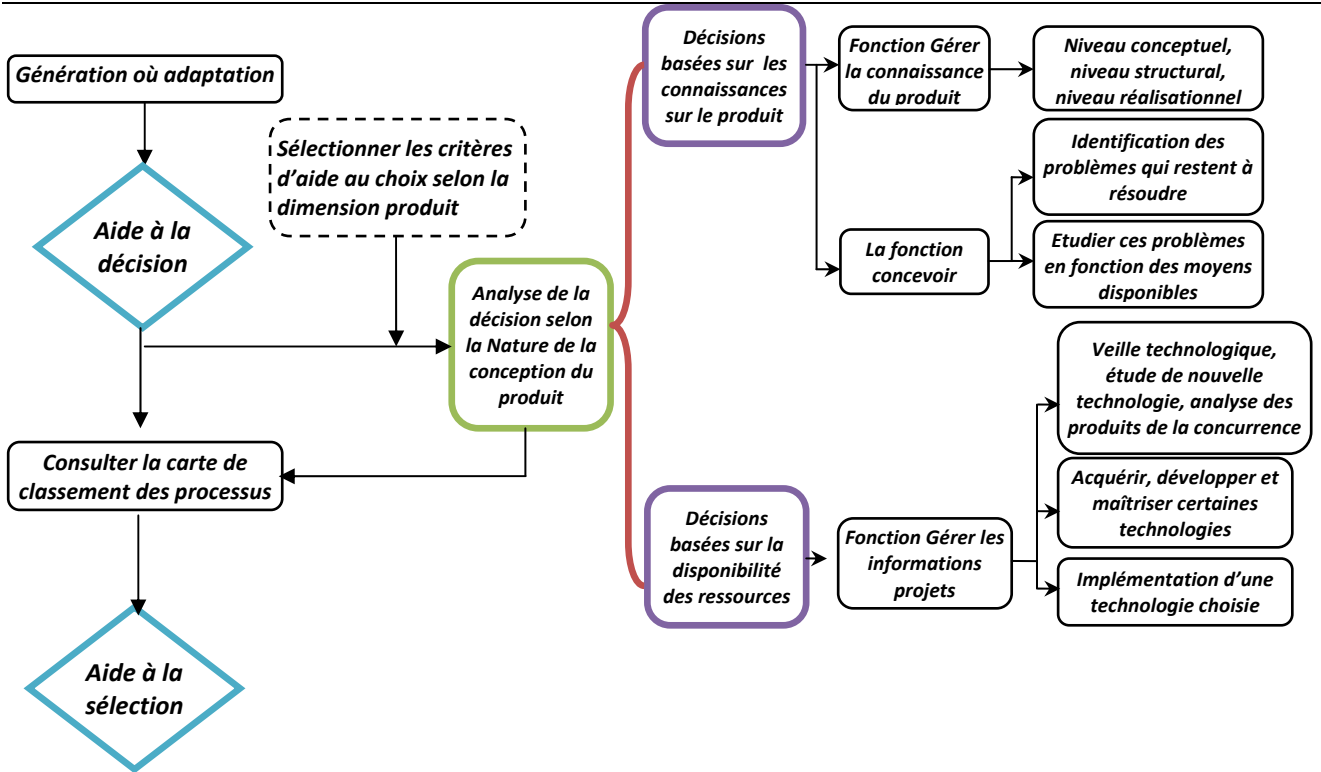 Génération où adaptation
Aide à la
décision
Sélectionner les critères
d'aide au choix selon la
dimension produit
Analyse de la
décision selon
la Nature de la
conception du
produit
Consulter la carte de
classement des processus
Aide à la
sélection
Décisions
basées sur les
connaissances
sur le produit
Fonction Gérer
la connaissance
du produit
Niveau conceptuel,
niveau structural,
niveau réalisationnel
La fonction
concevoir
Identification des
problèmes qui restent à
résoudre
Etudier ces problèmes
en fonction des moyens
disponibles
Décisions
basées sur la
disponibilité
des ressources
Fonction Gérer les
informations
projets
Veille technologique,
étude de nouvelle
technologie, analyse des
produits de la concurrence
Acquérir, développer et
maîtriser certaines
technologies
Implémentation d'une
technologie choisie